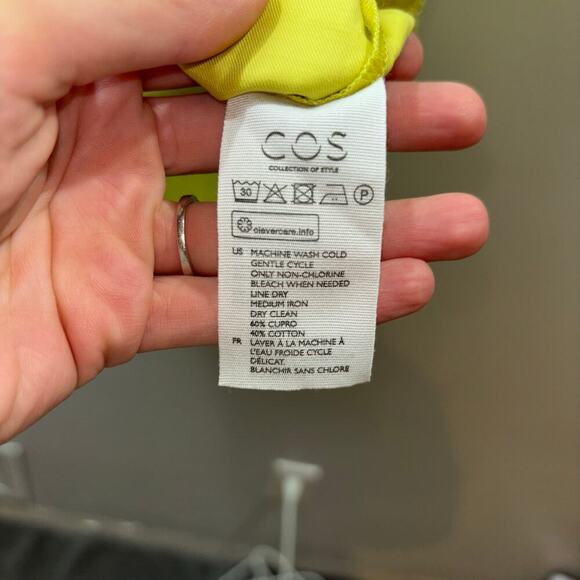 COS
COLLECTION OF STYLE
30 P
clevercare.info
US MACHINE WASH COLD
GENTLE CYCLE
ONLY NON-CHLORINE
BLEACH WHEN NEEDED
LINE DRY
MEDIUM IRON
DRY CLEAN
60% CUPRO
40% COTTON
FR LAVER À LA MACHINE À
L'EAU FROIDE CYCLE
DÉLICAT.
BLANCHIR SANS CHLORE